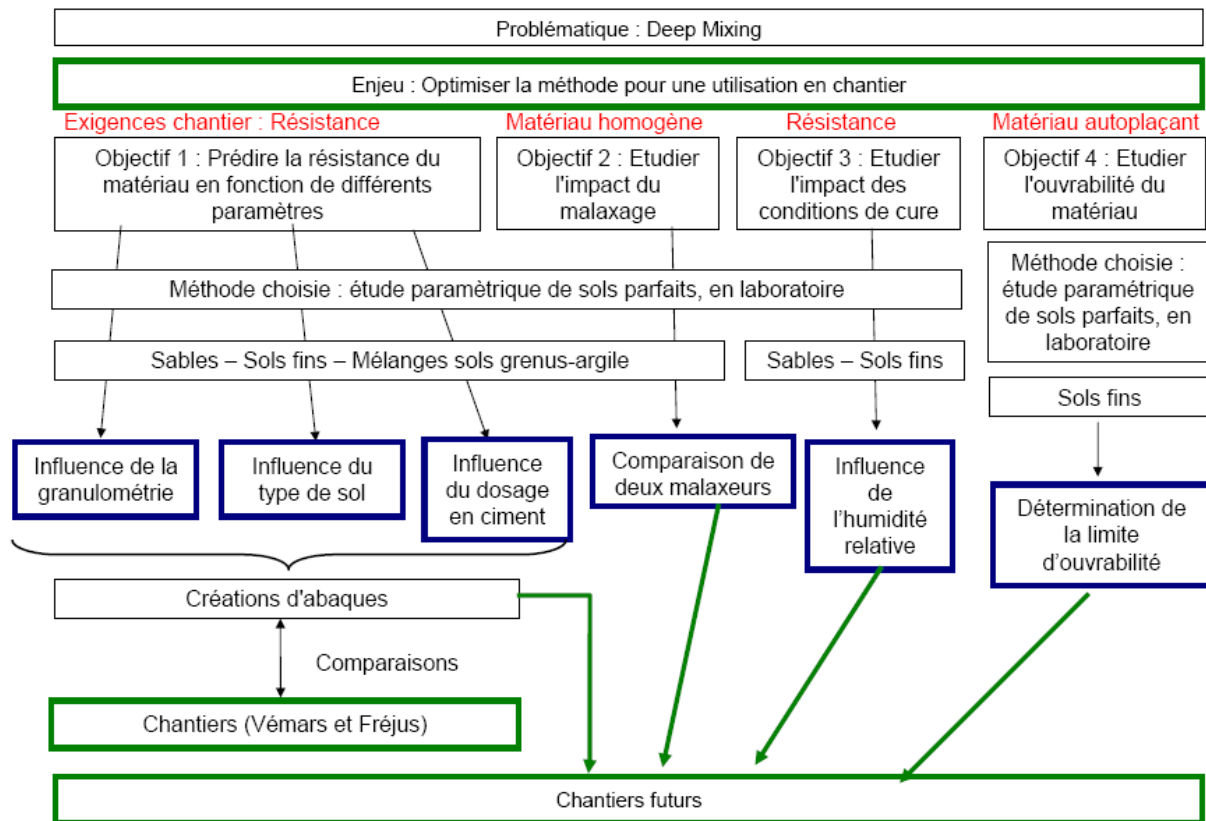 Problématique : Deep Mixing
Enjeu : Optimiser la méthode pour une utilisation en chantier
Exigences chantier : Résistance
Matériau homogène
Résistance
Matériau autoplaçant
Objectif 1 : Prédire la résistance du
matériau en fonction de différents
paramètres
Objectif 2 : Etudier
l'impact du
malaxage
Objectif 3 : Etudier
l'impact des
conditions de cure
Objectif 4 : Etudier
l'ouvrabilité du
matériau
Méthode choisie : étude paramètrique de sols parfaits, en laboratoire
Méthode choisie :
étude paramétrique
de sols parfaits, en
laboratoire
Sables – Sols fins – Mélanges sols grenus-argile
Sables – Sols fins
Sols fins
Influence de la
granulométrie
Influence du
type de sol
Influence
du dosage
en ciment
Comparaison de
deux malaxeurs
Influence
de
l’humidité
relative
Détermination de
la limite
d’ouvrabilité
Créations d'abaques
Comparaisons
Chantiers (Vémars et Fréjus)
Chantiers futurs